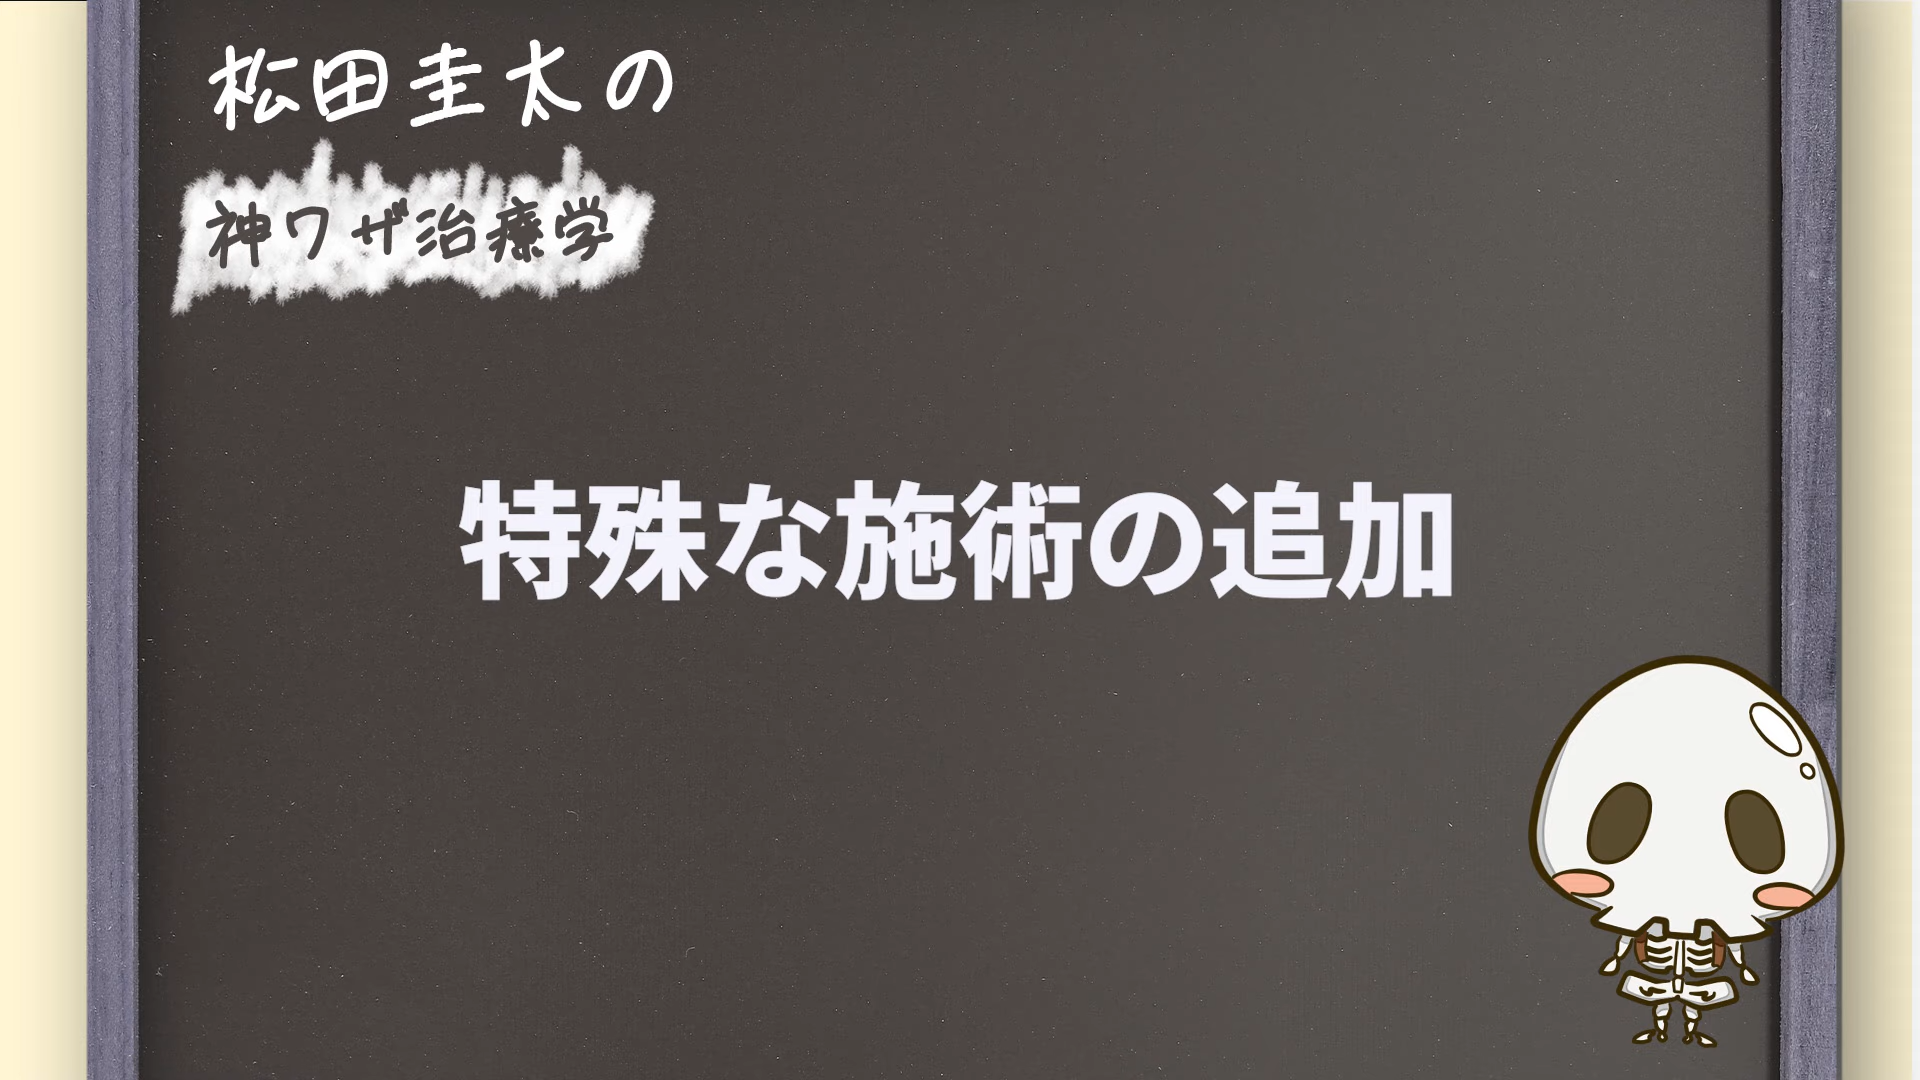 松田圭太の
神ワザ治療学
特殊な施術の追加